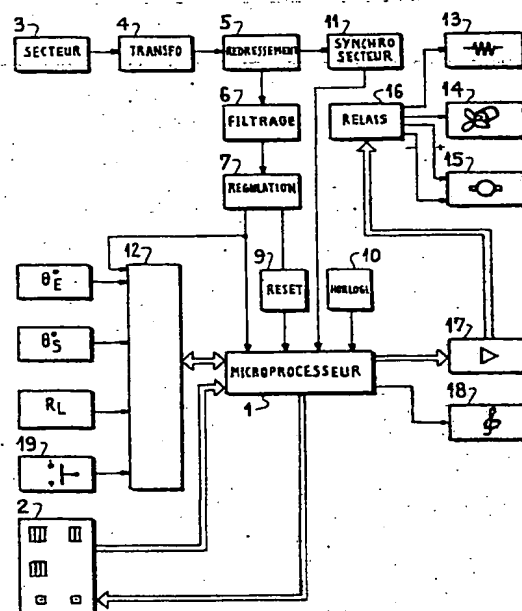 3
SECTEUR
4
TRANSFO
5
REDRESSEMENT
11
SYNCHRO
SECTEUR
13
6
FILTRAGE
16
RELAIS
14
15
7
REGULATION
12
9
RESET
10
HORLOGE
θ°E
θ°S
RL
19
MICROPROCESSEUR
1
17
18
2